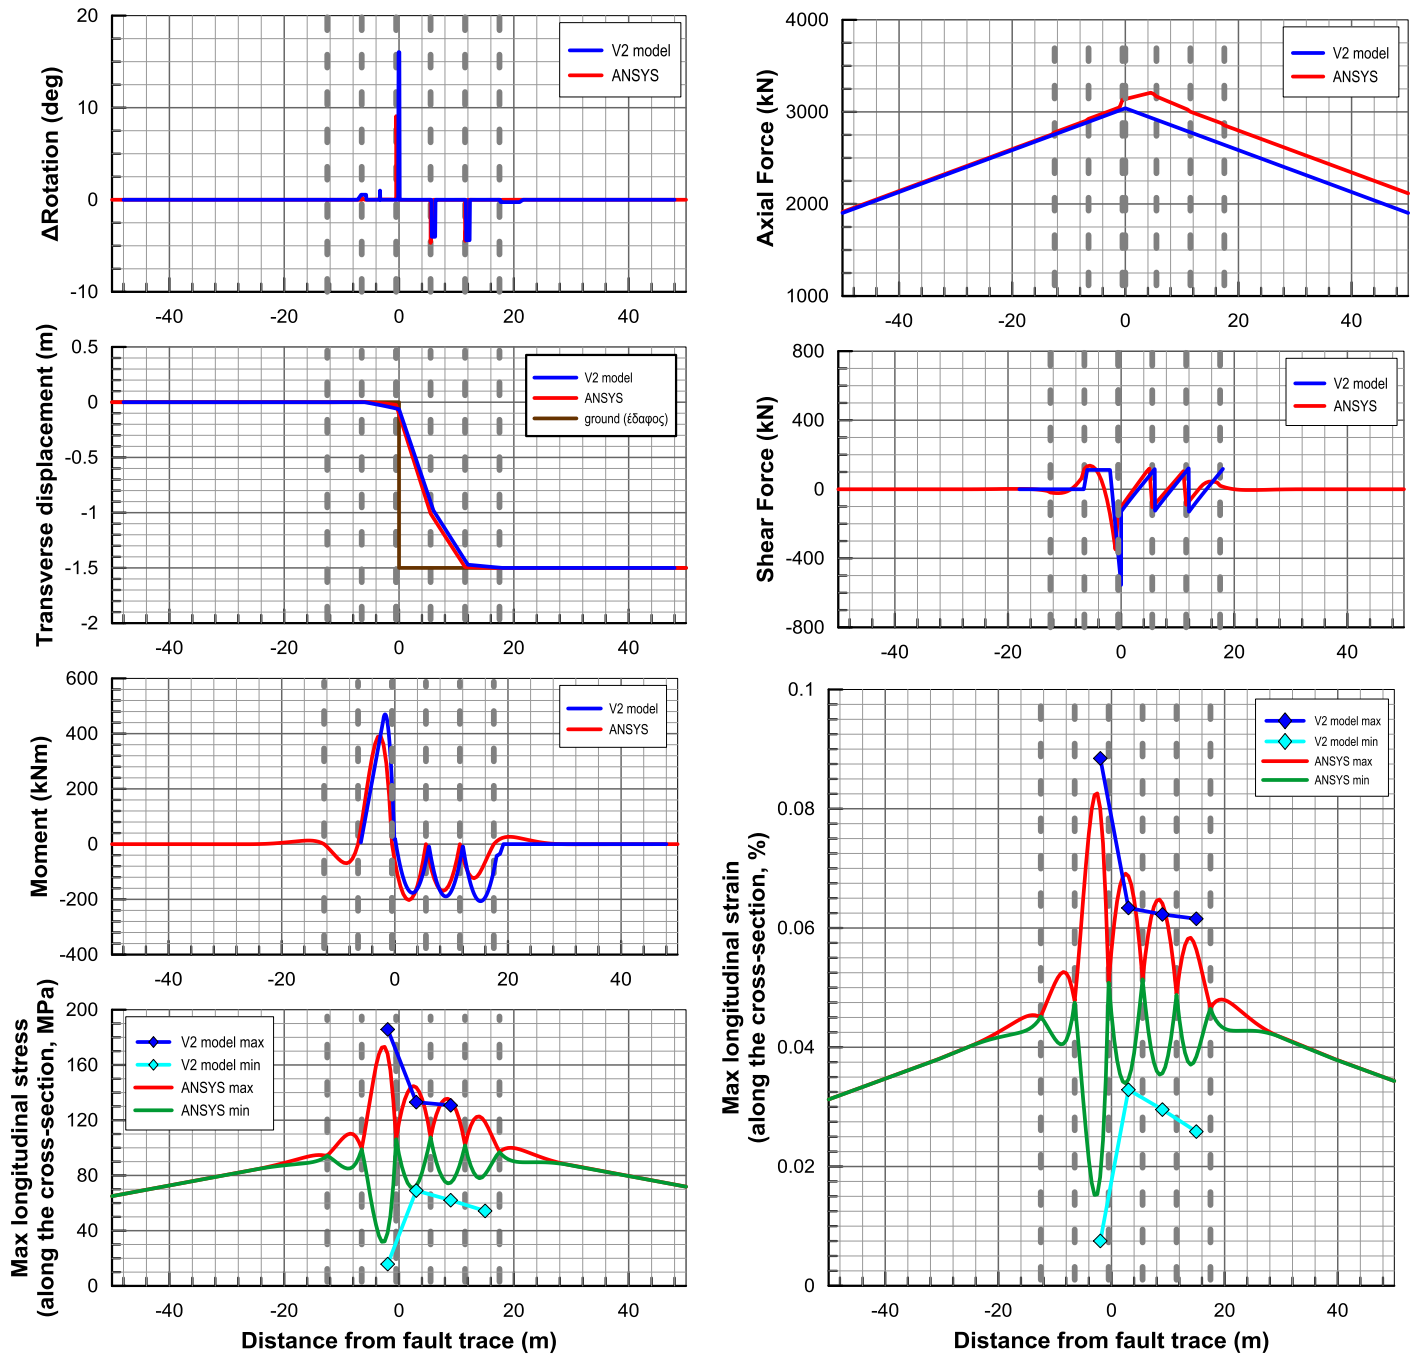 ΔRotation (deg)
20
10
0
-10
-40
-20
0
20
40
V2 model
ANSYS
Axial Force (kN)
4000
3000
2000
1000
-40
-20
0
20
40
V2 model
ANSYS
Transverse displacement (m)
0.5
0
-0.5
-1
-1.5
-2
-40
-20
0
20
40
V2 model
ANSYS
ground (έδαφος)
Shear Force (kN)
800
400
0
-400
-800
-40
-20
0
20
40
V2 model
ANSYS
Moment (kNm)
600
400
200
0
-200
-400
-40
-20
0
20
40
V2 model
ANSYS
Max longitudinal stress
(along the cross-section, MPa)
200
160
120
80
40
0
-40
-20
0
20
40
V2 model max
V2 model min
ANSYS max
ANSYS min
Distance from fault trace (m)
Max longitudinal strain
(along the cross-section, %)
0.1
0.08
0.06
0.04
0.02
0
-40
-20
0
20
40
V2 model max
V2 model min
ANSYS max
ANSYS min
Distance from fault trace (m)